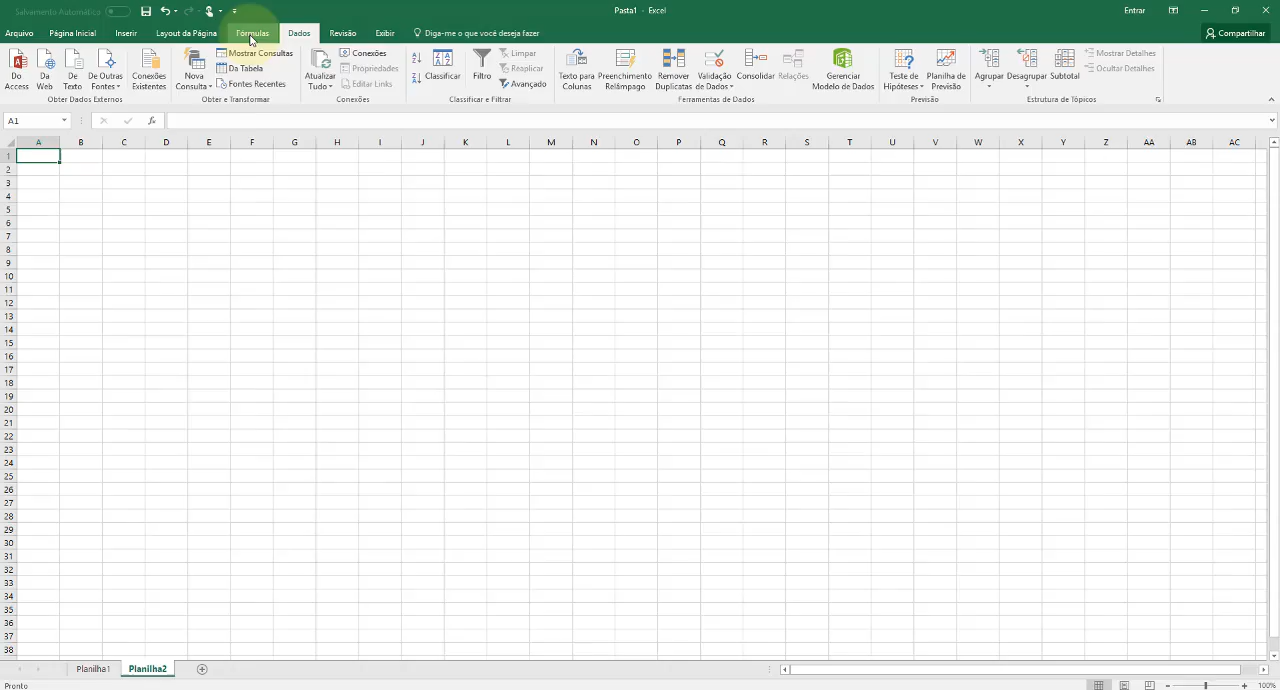 Salvamento Automático
Pasta1 - Excel
Entrar
Arquivo Página Inicial Inserir Layout da Página Fórmulas Dados Revisão Exibir Diga-me o que você deseja fazer Compartilhar
Do Access
Da Web
De Texto
De Outras Fontes
Conexões Existentes
Obter Dados Externos
Nova Consulta
Mostrar Consultas
Da Tabela
Fontes Recentes
Obter e Transformar
Atualizar Tudo
Conexões
Propriedades
Editar Links
Conexões
Classificar
Filtro
Limpar
Reaplicar
Avançado
Classificar e Filtrar
Texto para Colunas
Preenchimento Relâmpago
Remover Duplicatas
Validação de Dados
Consolidar
Relações
Gerenciar Modelo de Dados
Ferramentas de Dados
Teste de Hipóteses
Planilha de Previsão
Previsão
Agrupar
Desagrupar
Subtotal
Mostrar Detalhes
Ocultar Detalhes
Estrutura de Tópicos
A1 fx
A B C D E F G H I J K L M N O P Q R S T U V W X Y Z AA AB AC
1
2
3
4
5
6
7
8
9
10
11
12
13
14
15
16
17
18
19
20
21
22
23
24
25
26
27
28
29
30
31
32
33
34
35
36
37
38
Planilha1 Planilha2
Pronto
100%